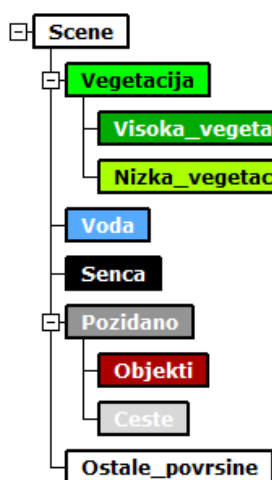 Scene
Vegetacija
Visoka_vegeta
Nizka_vegetac
Voda
Senca
Pozidano
Objekti
Ceste
Ostale_povrsine